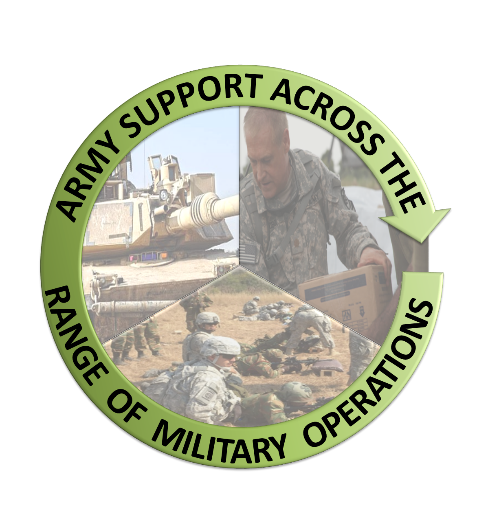 ARMY SUPPORT ACROSS THE
RANGE OF MILITARY OPERATIONS